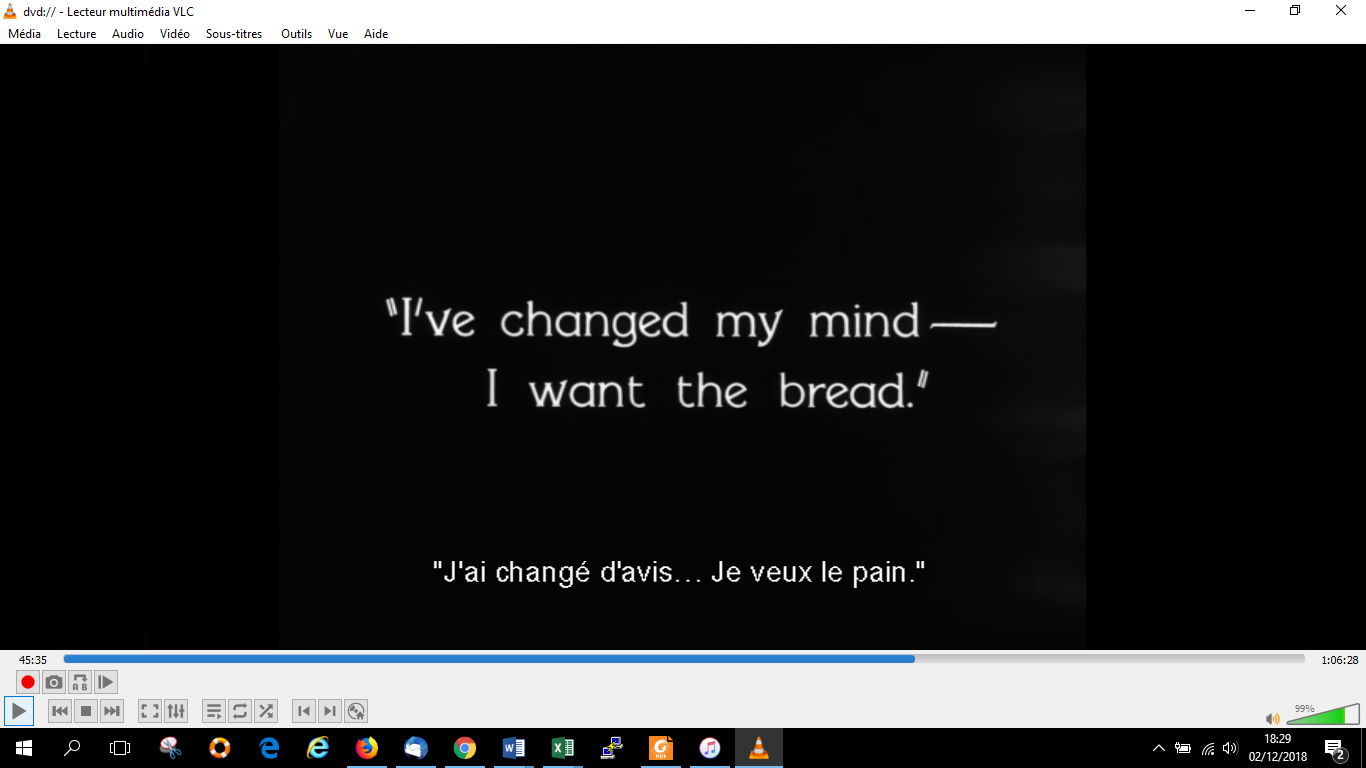 dvd:// - Lecteur multimédia VLC
Média Lecture Audio Vidéo Sous-titres Outils Vue Aide
"I've changed my mind—
I want the bread."
"J'ai changé d'avis... Je veux le pain."
45:35 1:06:28
A B
99%
W X PDF
18:29
02/12/2018
2